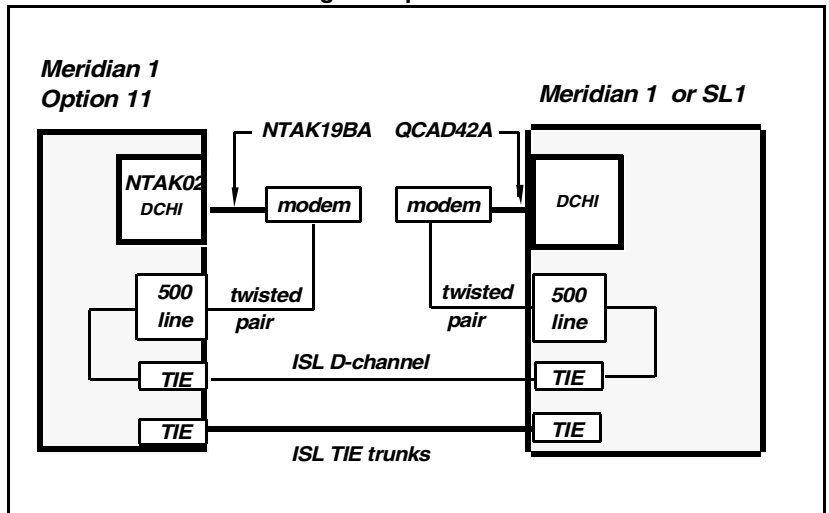 Meridian 1
Option 11
Meridian 1 or SL1
NTAK19BA QCAD42A
NTAK02
DCHI
modem
modem
DCHI
500
line
twisted
pair
twisted
pair
500
line
ISL D-channel
TIE
TIE
TIE
TIE
ISL TIE trunks